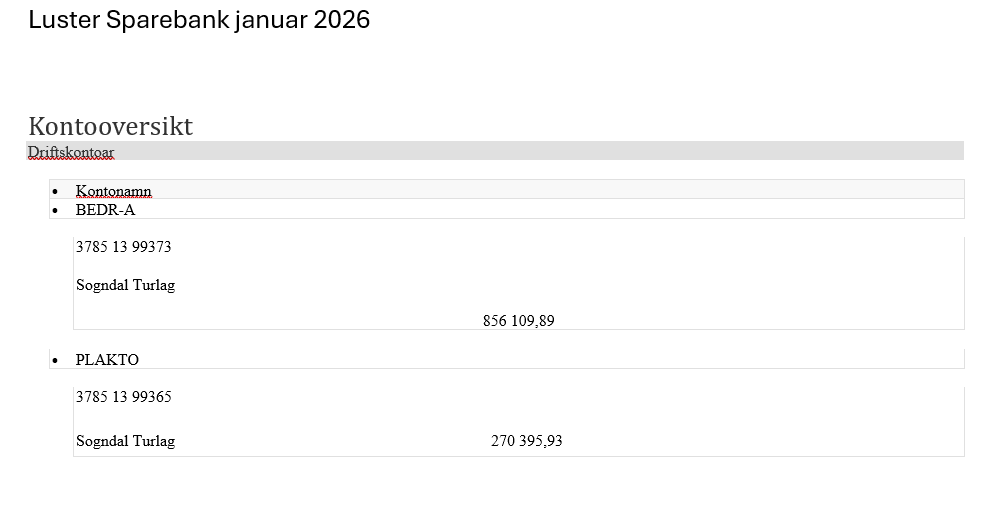 Luster Sparebank januar 2026
Kontooversikt
Driftskontoar
• Kontonamn
• BEDR-A
3785 13 99373
Sogndal Turlag
856 109,89
• PLAKTO
3785 13 99365
Sogndal Turlag 270 395,93